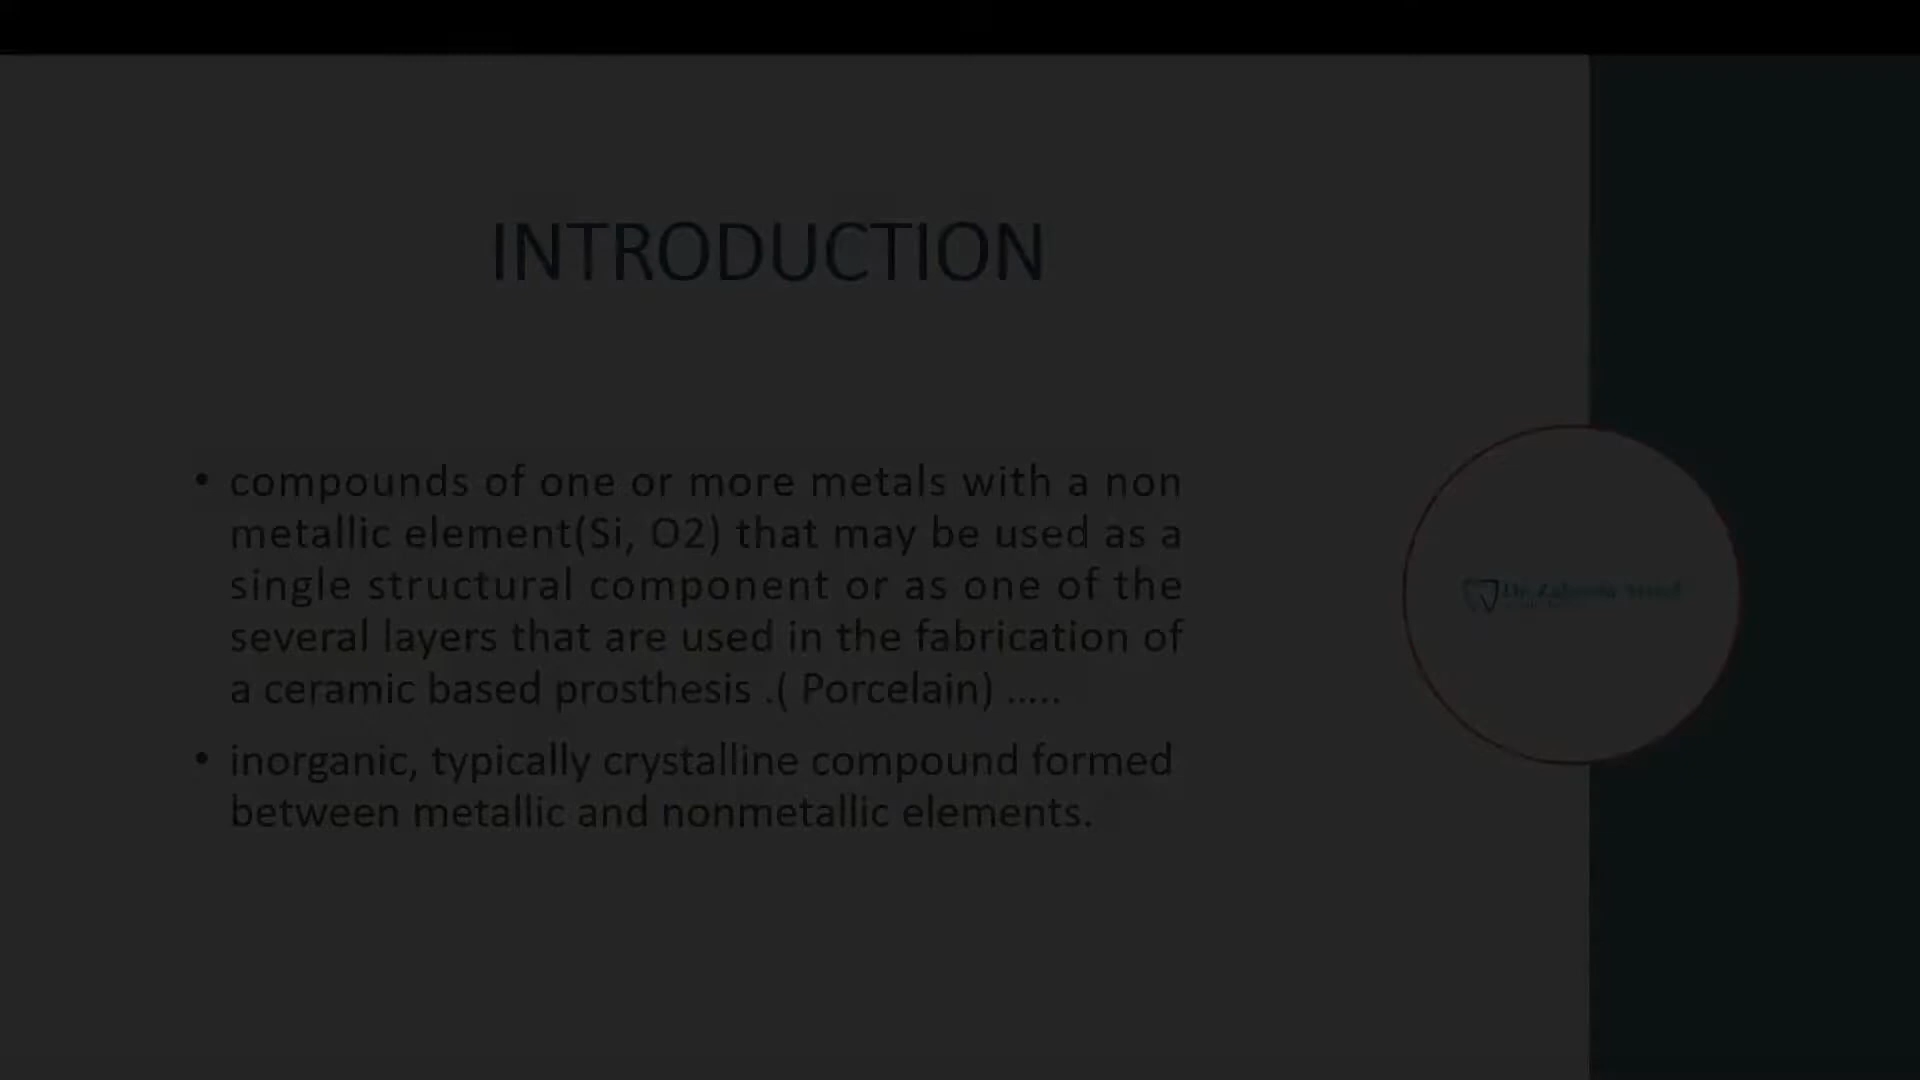 INTRODUCTION
• compounds of one or more metals with a non
metallic element(Si, O2) that may be used as a
single structural component or as one of the
several layers that are used in the fabrication of
a ceramic based prosthesis .( Porcelain) .....
• inorganic, typically crystalline compound formed
between metallic and nonmetallic elements.
Dr.